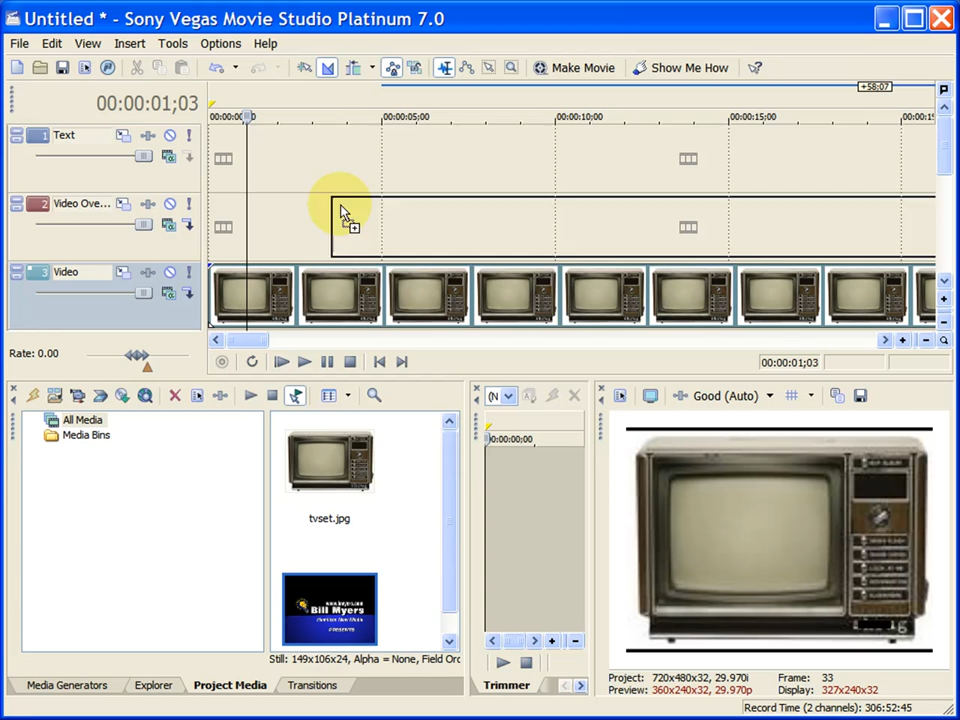 Untitled * - Sony Vegas Movie Studio Platinum 7.0
File Edit View Insert Tools Options Help
Make Movie Show Me How
00:00:01;03
+58:07
00:00:05;00 00:00:10;00 00:00:15;00
1 Text
2 Video Ove...
3 Video
Rate: 0.00
00:00:01;03
(N
Good (Auto)
All Media
Media Bins
0:00:00;00
tvset.jpg
www.bmyers.com
Bill Myers
PRESENTS
Still: 149x106x24, Alpha = None, Field Orc
Media Generators Explorer Project Media Transitions
Trimmer
Project: 720x480x32, 29.970i Frame: 33
Preview: 360x240x32, 29.970p Display: 327x240x32
Record Time (2 channels): 306:52:45